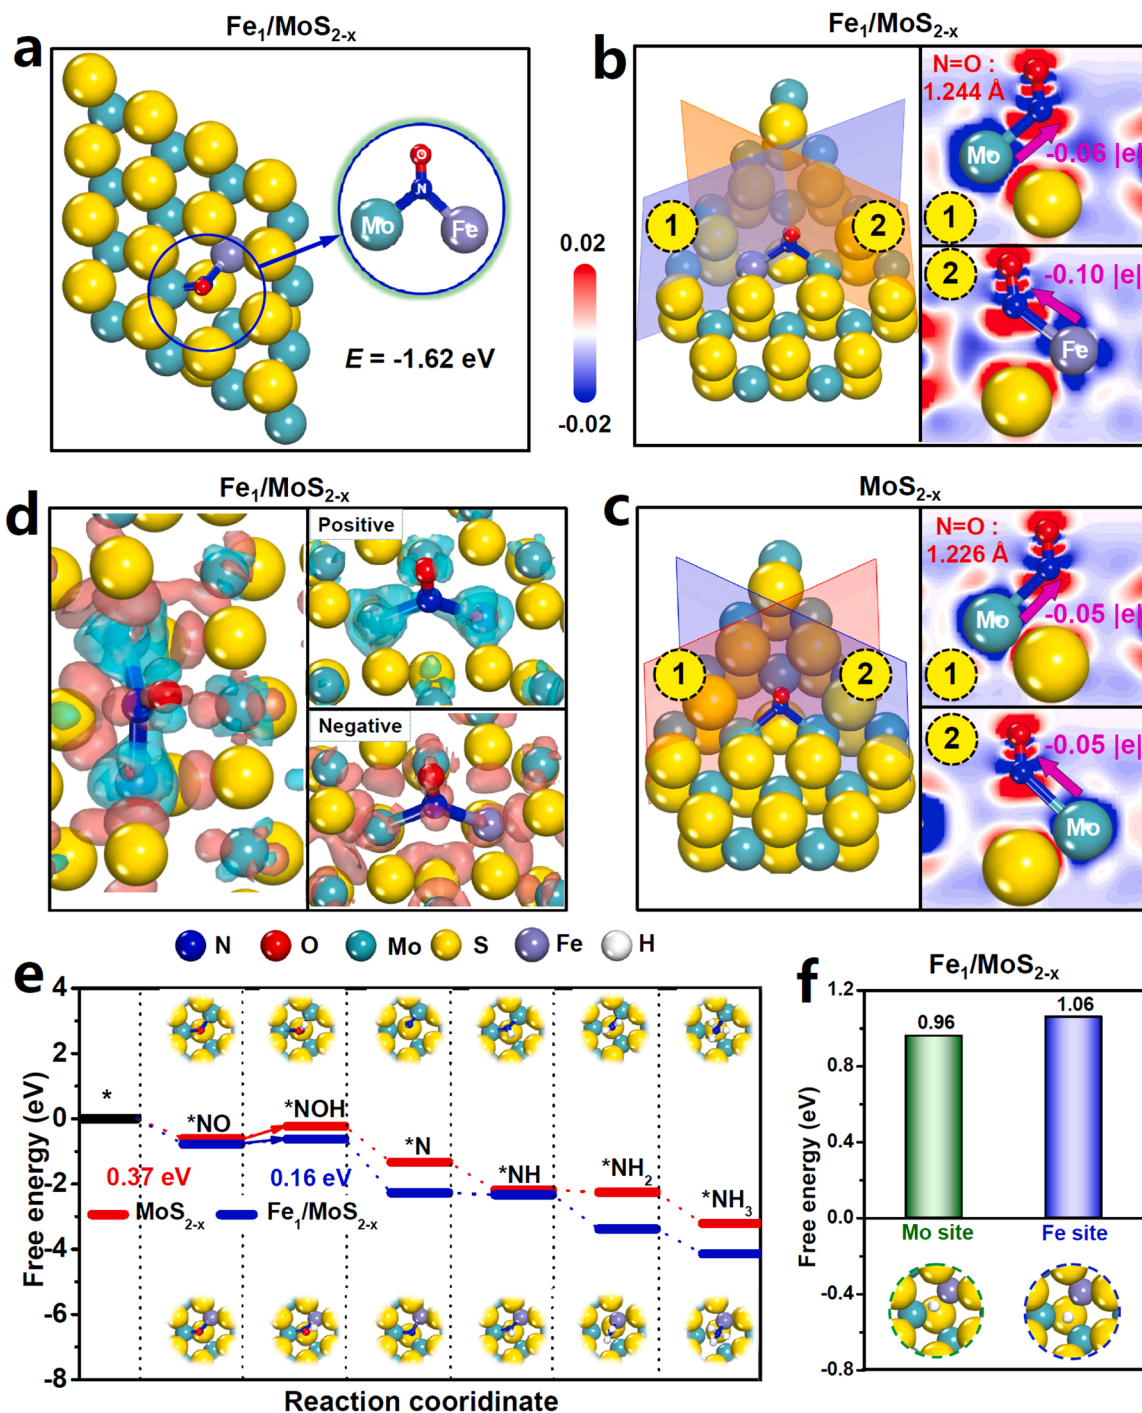 a
Fe1/MoS2-x
O
N
Mo
Fe
E = -1.62 eV
0.02
-0.02
b
Fe1/MoS2-x
1
2
N=O :
1.244 Å
Mo
-0.06 |e|
1
2
-0.10 |e|
Fe
d
Fe1/MoS2-x
Positive
Negative
c
MoS2-x
1
2
N=O :
1.226 Å
Mo
-0.05 |e|
1
2
-0.05 |e|
Mo
N O Mo S Fe H
e
4
2
0
-2
-4
-6
-8
Free energy (eV)
*
*NO
*NOH
*N
*NH
*NH2
*NH3
0.37 eV
0.16 eV
MoS2-x
Fe1/MoS2-x
Reaction cooridinate
f
Fe1/MoS2-x
1.2
0.8
0.4
0.0
-0.4
-0.8
Free energy (eV)
0.96
1.06
Mo site
Fe site